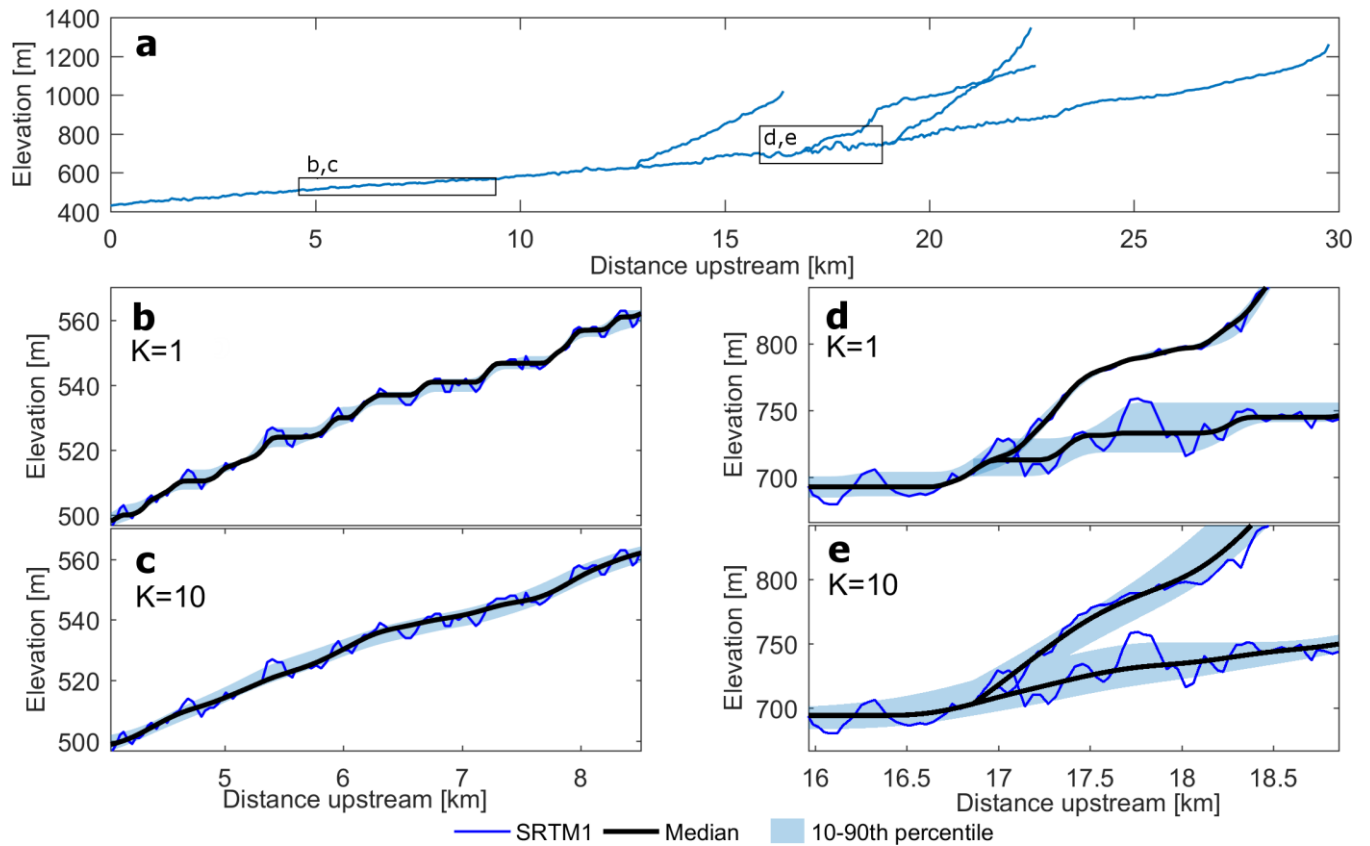 a
Elevation [m]
1400
1200
1000
800
600
400
b,c
d,e
0 5 10 15 20 25 30
Distance upstream [km]
b
K=1
Elevation [m]
560
540
520
500
d
K=1
Elevation [m]
800
750
700
c
K=10
Elevation [m]
560
540
520
500
5 6 7 8
Distance upstream [km]
e
K=10
Elevation [m]
800
750
700
16 16.5 17 17.5 18 18.5
Distance upstream [km]
SRTM1 Median 10-90th percentile